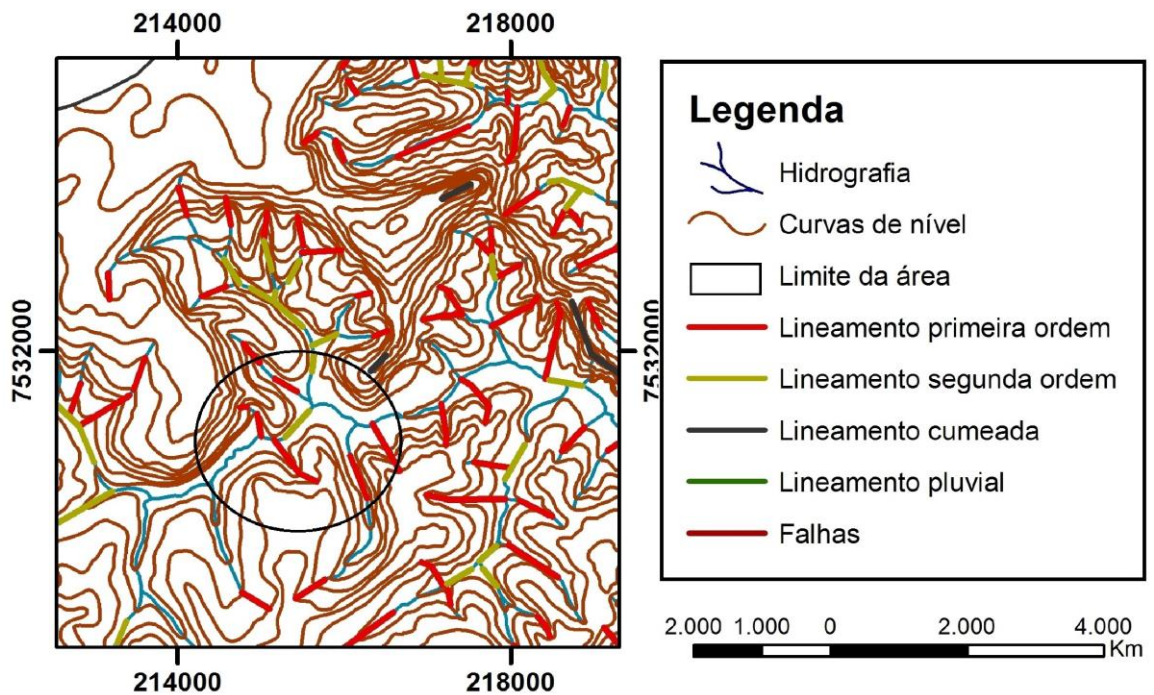 214000 218000
7532000
7532000
214000 218000
Legenda
Hidrografia
Curvas de nível
Limite da área
Lineamento primeira ordem
Lineamento segunda ordem
Lineamento cumeada
Lineamento pluvial
Falhas
2.000 1.000 0 2.000 4.000
Km